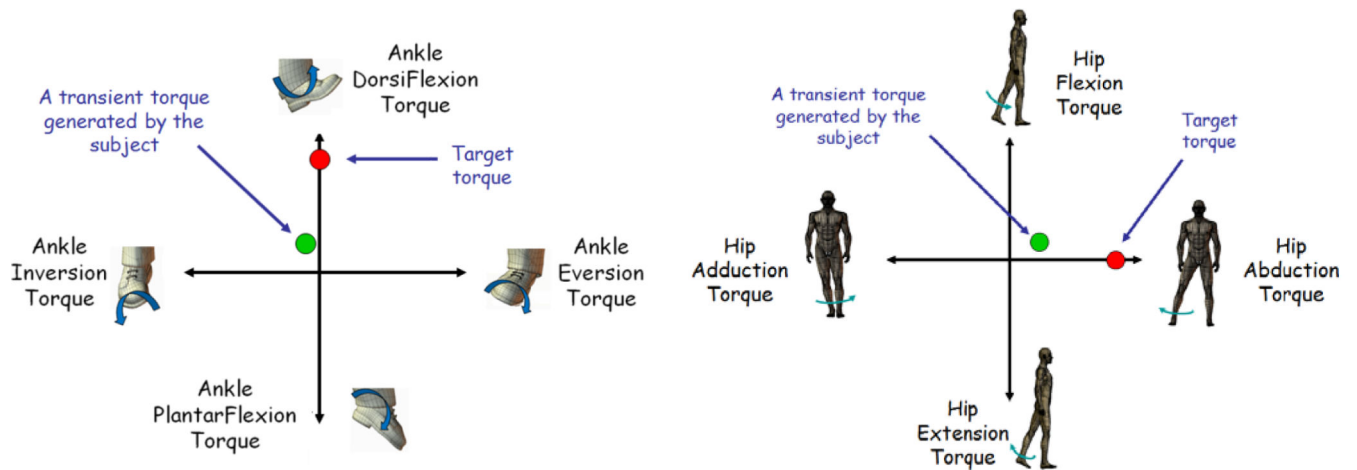 Ankle
DorsiFlexion
Torque
A transient torque
generated by the
subject
Target
torque
Ankle
Inversion
Torque
Ankle
Eversion
Torque
Ankle
PlantarFlexion
Torque
Hip
Flexion
Torque
A transient torque
generated by the
subject
Target
torque
Hip
Adduction
Torque
Hip
Abduction
Torque
Hip
Extension
Torque